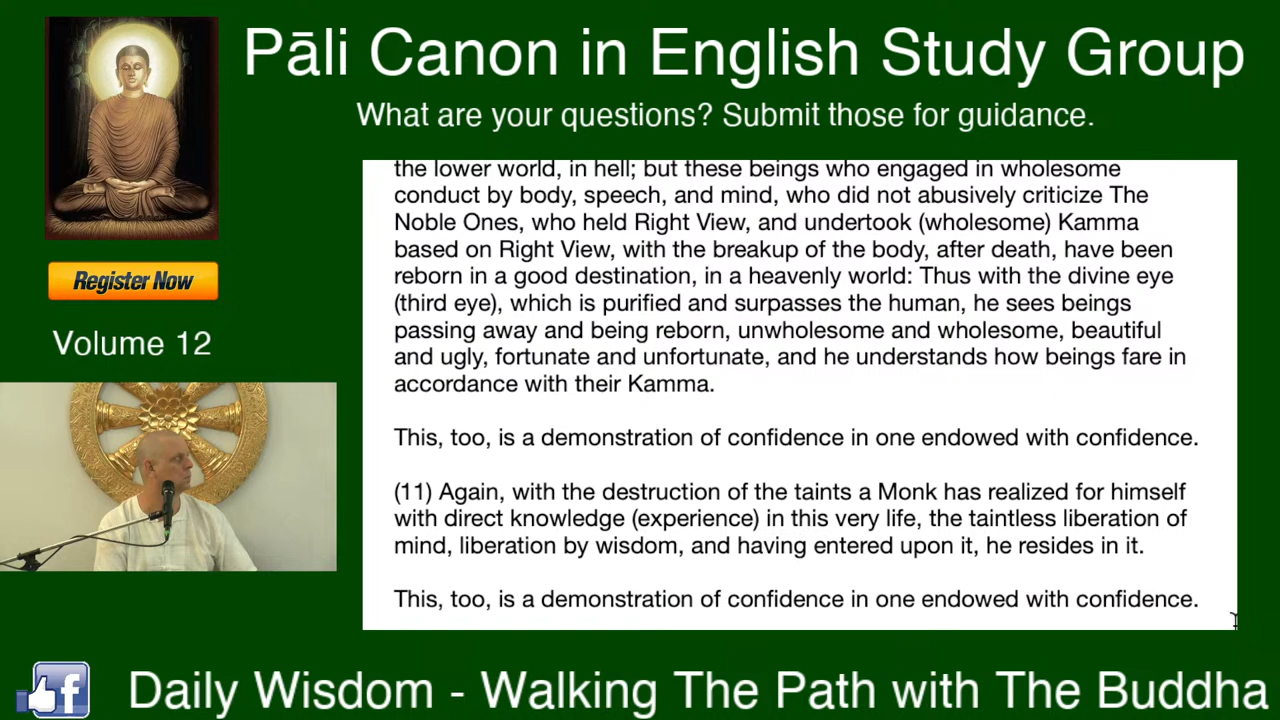 Pāli Canon in English Study Group
What are your questions? Submit those for guidance.
Register Now
Volume 12
the lower world, in hell; but these beings who engaged in wholesome
conduct by body, speech, and mind, who did not abusively criticize The
Noble Ones, who held Right View, and undertook (wholesome) Kamma
based on Right View, with the breakup of the body, after death, have been
reborn in a good destination, in a heavenly world: Thus with the divine eye
(third eye), which is purified and surpasses the human, he sees beings
passing away and being reborn, unwholesome and wholesome, beautiful
and ugly, fortunate and unfortunate, and he understands how beings fare in
accordance with their Kamma.
This, too, is a demonstration of confidence in one endowed with confidence.
(11) Again, with the destruction of the taints a Monk has realized for himself
with direct knowledge (experience) in this very life, the taintless liberation of
mind, liberation by wisdom, and having entered upon it, he resides in it.
This, too, is a demonstration of confidence in one endowed with confidence.
f
Daily Wisdom - Walking The Path with The Buddha